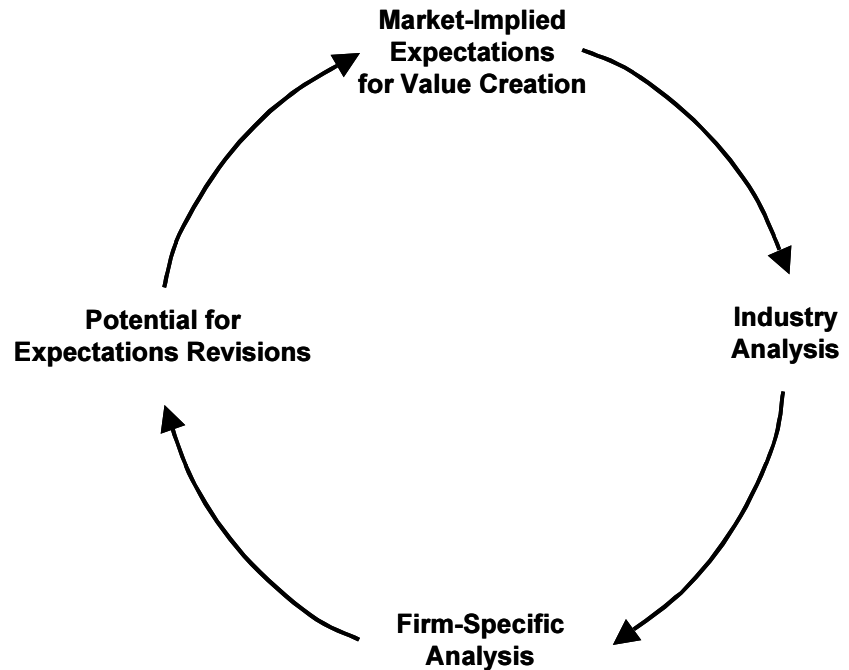 Market-Implied
Expectations
for Value Creation
Industry
Analysis
Firm-Specific
Analysis
Potential for
Expectations Revisions